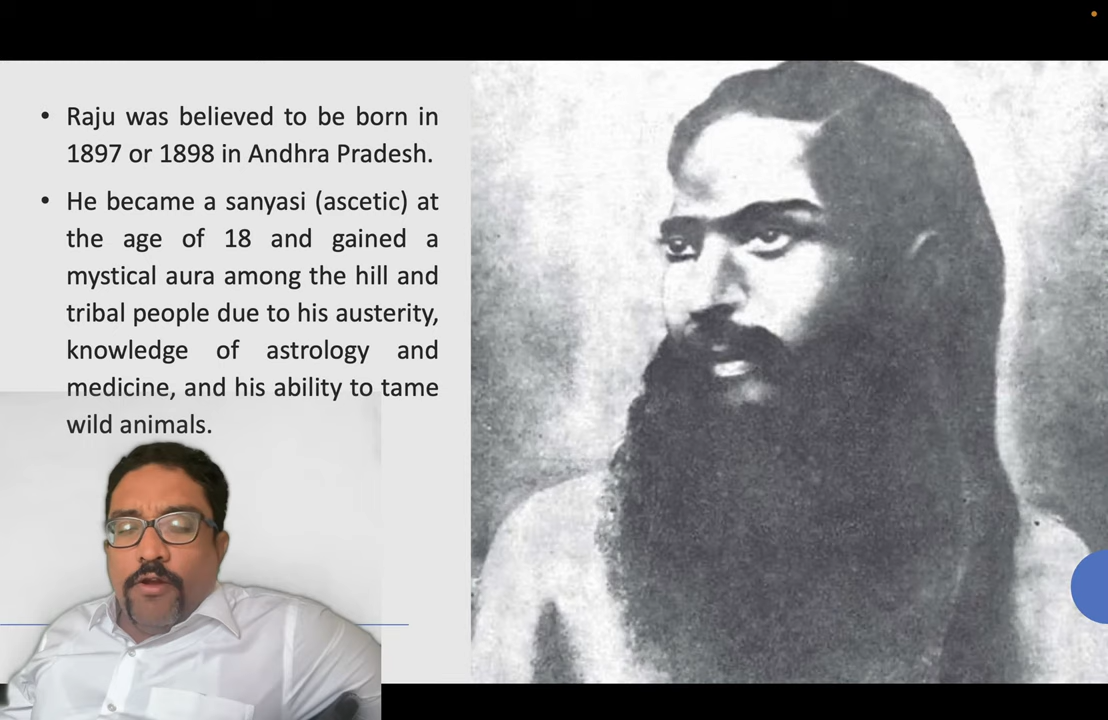 • Raju was believed to be born in
1897 or 1898 in Andhra Pradesh.
• He became a sanyasi (ascetic) at
the age of 18 and gained a
mystical aura among the hill and
tribal people due to his austerity,
knowledge of astrology and
medicine, and his ability to tame
wild animals.